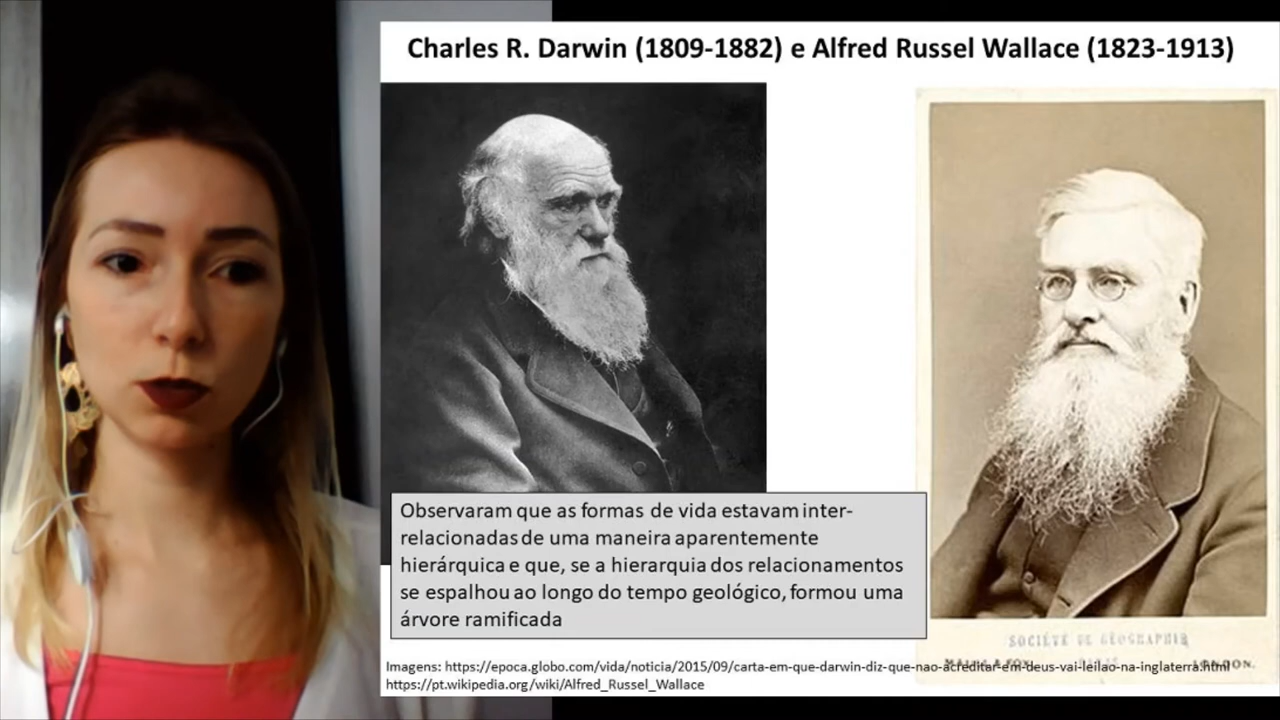 Charles R. Darwin (1809-1882) e Alfred Russel Wallace (1823-1913)
Observaram que as formas de vida estavam inter-
relacionadas de uma maneira aparentemente
hierárquica e que, se a hierarquia dos relacionamentos
se espalhou ao longo do tempo geológico, formou uma
árvore ramificada
SOCIÉTÉ DE GÉOGRAPHIE
Imagens: https://epoca.globo.com/vida/noticia/2015/09/carta-em-que-darwin-diz-que-nao-acreditar-em-deus-vai-leilao-na-inglaterra.html
LONDON.
https://pt.wikipedia.org/wiki/Alfred_Russel_Wallace